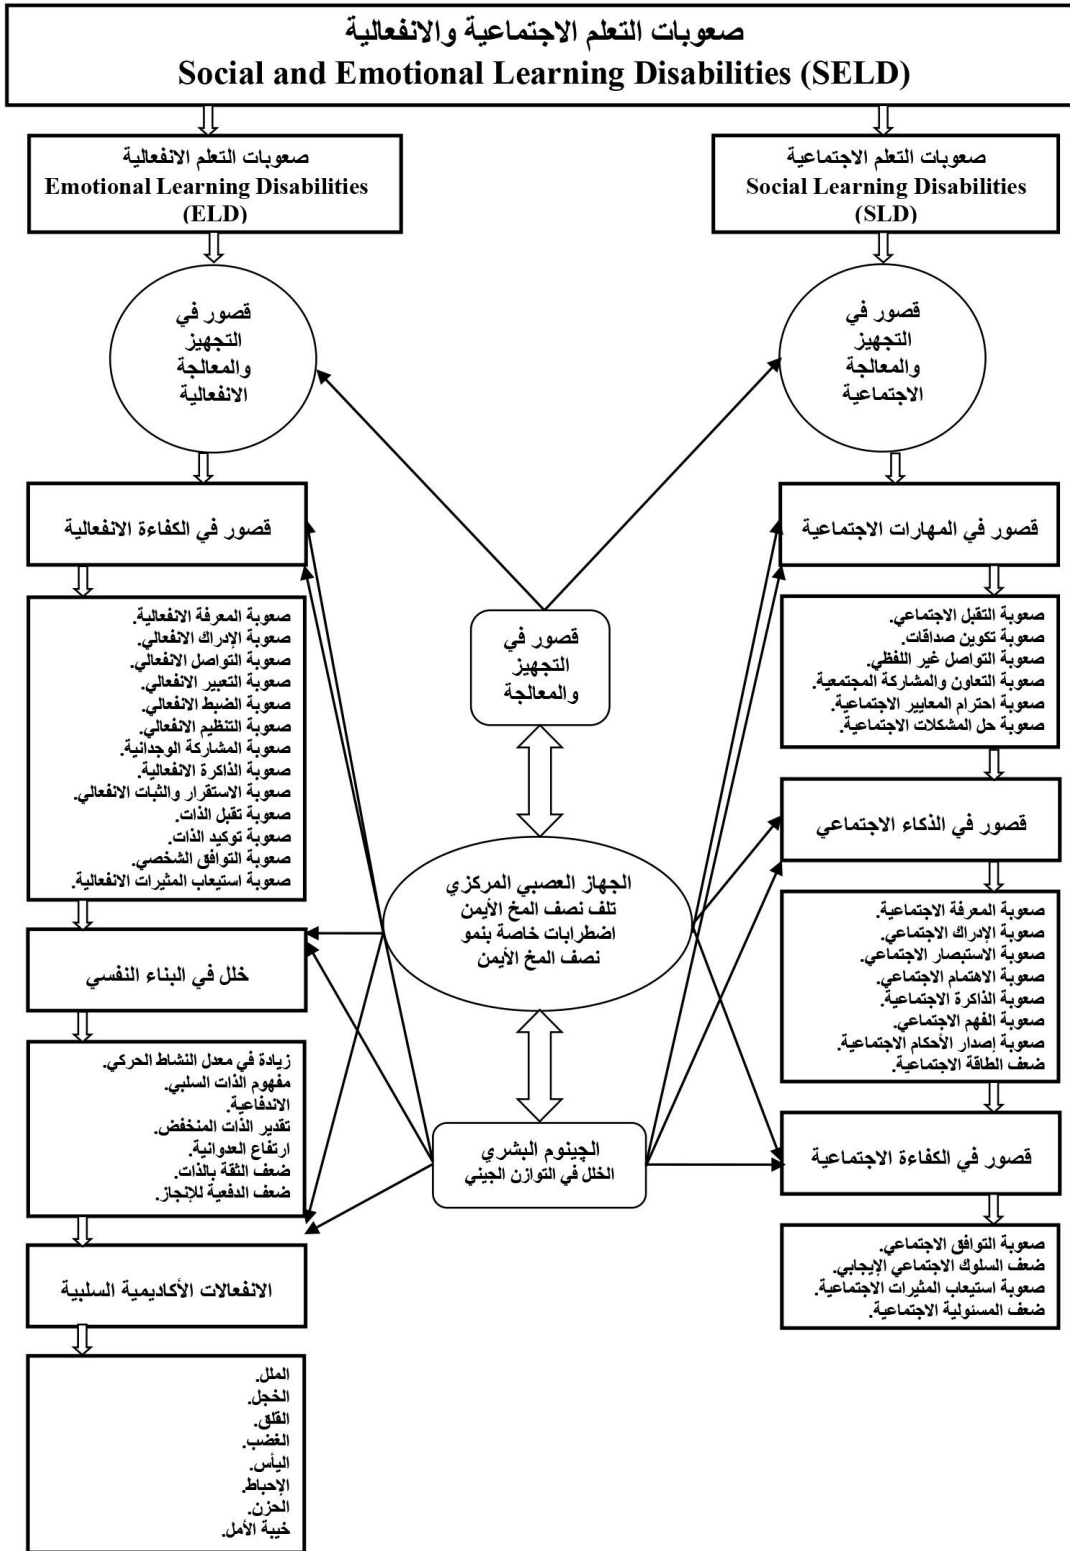 صعوبات التعلم الاجتماعية والانفعالية
Social and Emotional Learning Disabilities (SELD)
صعوبات التعلم الاجتماعية
Social Learning Disabilities
(SLD)
صعوبات التعلم الانفعالية
Emotional Learning Disabilities
(ELD)
قصور في
التجهيز
والمعالجة
الاجتماعية
قصور في
التجهيز
والمعالجة
الانفعالية
قصور في المهارات الاجتماعية
صعوبة التقبل الاجتماعي.
صعوبة تكوين صداقات.
صعوبة التواصل غير اللفظي.
صعوبة التعاون والمشاركة المجتمعية.
صعوبة احترام المعايير الاجتماعية.
صعوبة حل المشكلات الاجتماعية.
قصور في الذكاء الاجتماعي
صعوبة المعرفة الاجتماعية.
صعوبة الإدراك الاجتماعي.
صعوبة الاستبصار الاجتماعي.
صعوبة الاهتمام الاجتماعي.
صعوبة الذاكرة الاجتماعية.
صعوبة الفهم الاجتماعي.
صعوبة إصدار الأحكام الاجتماعية.
ضعف الطاقة الاجتماعية.
قصور في الكفاءة الاجتماعية
صعوبة التوافق الاجتماعي.
ضعف السلوك الاجتماعي الإيجابي.
صعوبة استيعاب المثيرات الاجتماعية.
ضعف المسئولية الاجتماعية.
قصور في
التجهيز
والمعالجة
الجهاز العصبي المركزي
تلف نصف المخ الأيمن
اضطرابات خاصة بنمو
نصف المخ الأيمن
الچينوم البشري
الخلل في التوازن الجيني
قصور في الكفاءة الانفعالية
صعوبة المعرفة الانفعالية.
صعوبة الإدراك الانفعالي.
صعوبة التواصل الانفعالي.
صعوبة التعبير الانفعالي.
صعوبة الضبط الانفعالي.
صعوبة التنظيم الانفعالي.
صعوبة المشاركة الوجدانية.
صعوبة الذاكرة الانفعالية.
صعوبة الاستقرار والثبات الانفعالي.
صعوبة تقبل الذات.
صعوبة توكيد الذات.
صعوبة التوافق الشخصي.
صعوبة استيعاب المثيرات الانفعالية.
خلل في البناء النفسي
زيادة في معدل النشاط الحركي.
مفهوم الذات السلبي.
الاندفاعية.
تقدير الذات المنخفض.
ارتفاع العدوانية.
ضعف الثقة بالذات.
ضعف الدفعية للإنجاز.
الانفعالات الأكاديمية السلبية
الملل.
الخجل.
القلق.
الغضب.
اليأس.
الإحباط.
الحزن.
خيبة الأمل.